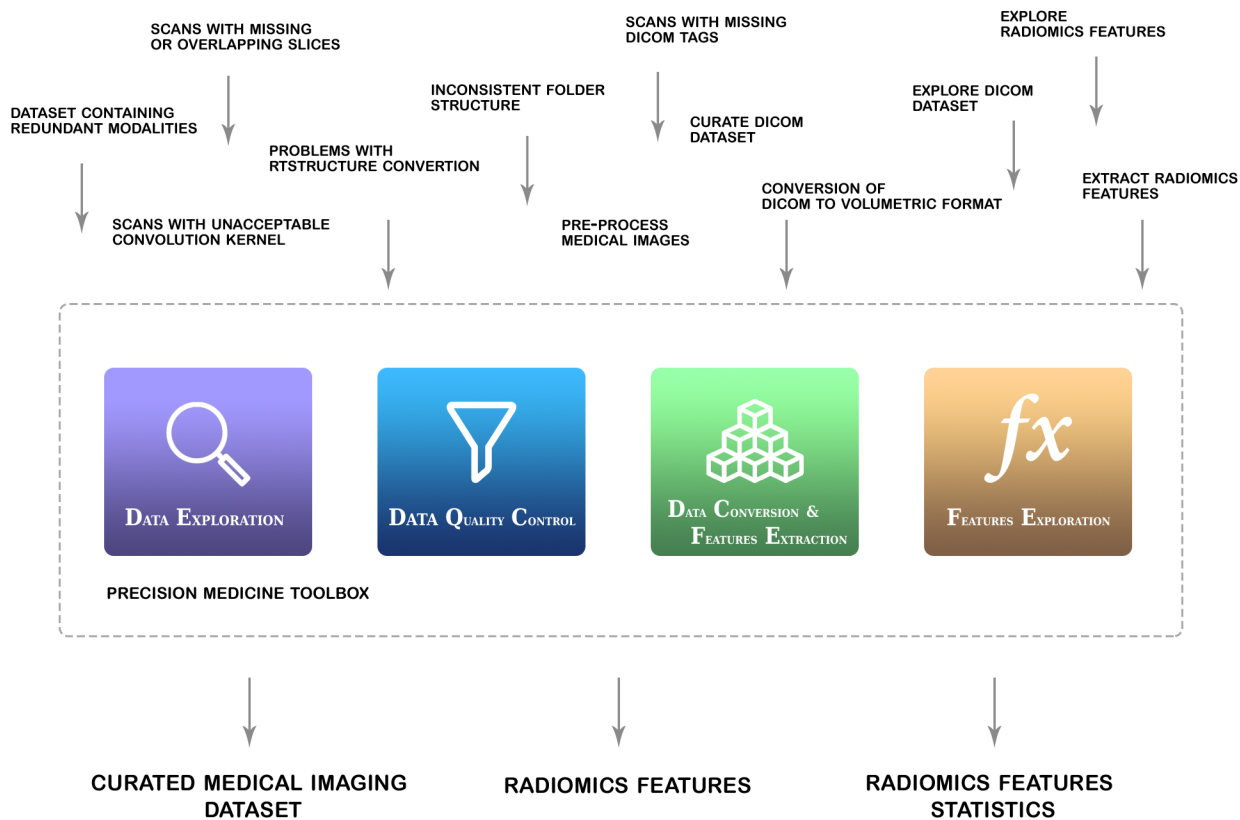 SCANS WITH MISSING
OR OVERLAPPING SLICES
SCANS WITH MISSING
DICOM TAGS
EXPLORE
RADIOMICS FEATURES
DATASET CONTAINING
REDUNDANT MODALITIES
INCONSISTENT FOLDER
STRUCTURE
CURATE DICOM
DATASET
EXPLORE DICOM
DATASET
PROBLEMS WITH
RTSTRUCTURE CONVERTION
CONVERSION OF
DICOM TO VOLUMETRIC FORMAT
EXTRACT RADIOMICS
FEATURES
SCANS WITH UNACCEPTABLE
CONVOLUTION KERNEL
PRE-PROCESS
MEDICAL IMAGES
DATA EXPLORATION
DATA QUALITY CONTROL
DATA CONVERSION &
FEATURES EXTRACTION
fx
FEATURES EXPLORATION
PRECISION MEDICINE TOOLBOX
CURATED MEDICAL IMAGING
DATASET
RADIOMICS FEATURES
RADIOMICS FEATURES
STATISTICS